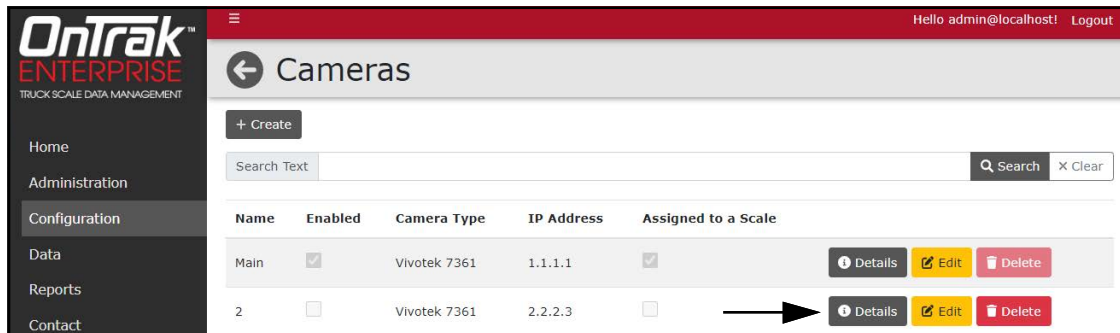 OnTrak™
ENTERPRISE
TRUCK SCALE DATA MANAGEMENT
Home
Administration
Configuration
Data
Reports
Contact
Hello admin@localhost! Logout
Cameras
+ Create
Search Text Search × Clear
Name Enabled Camera Type IP Address Assigned to a Scale
Main Vivotek 7361 1.1.1.1 Details Edit Delete
2 Vivotek 7361 2.2.2.3 Details Edit Delete